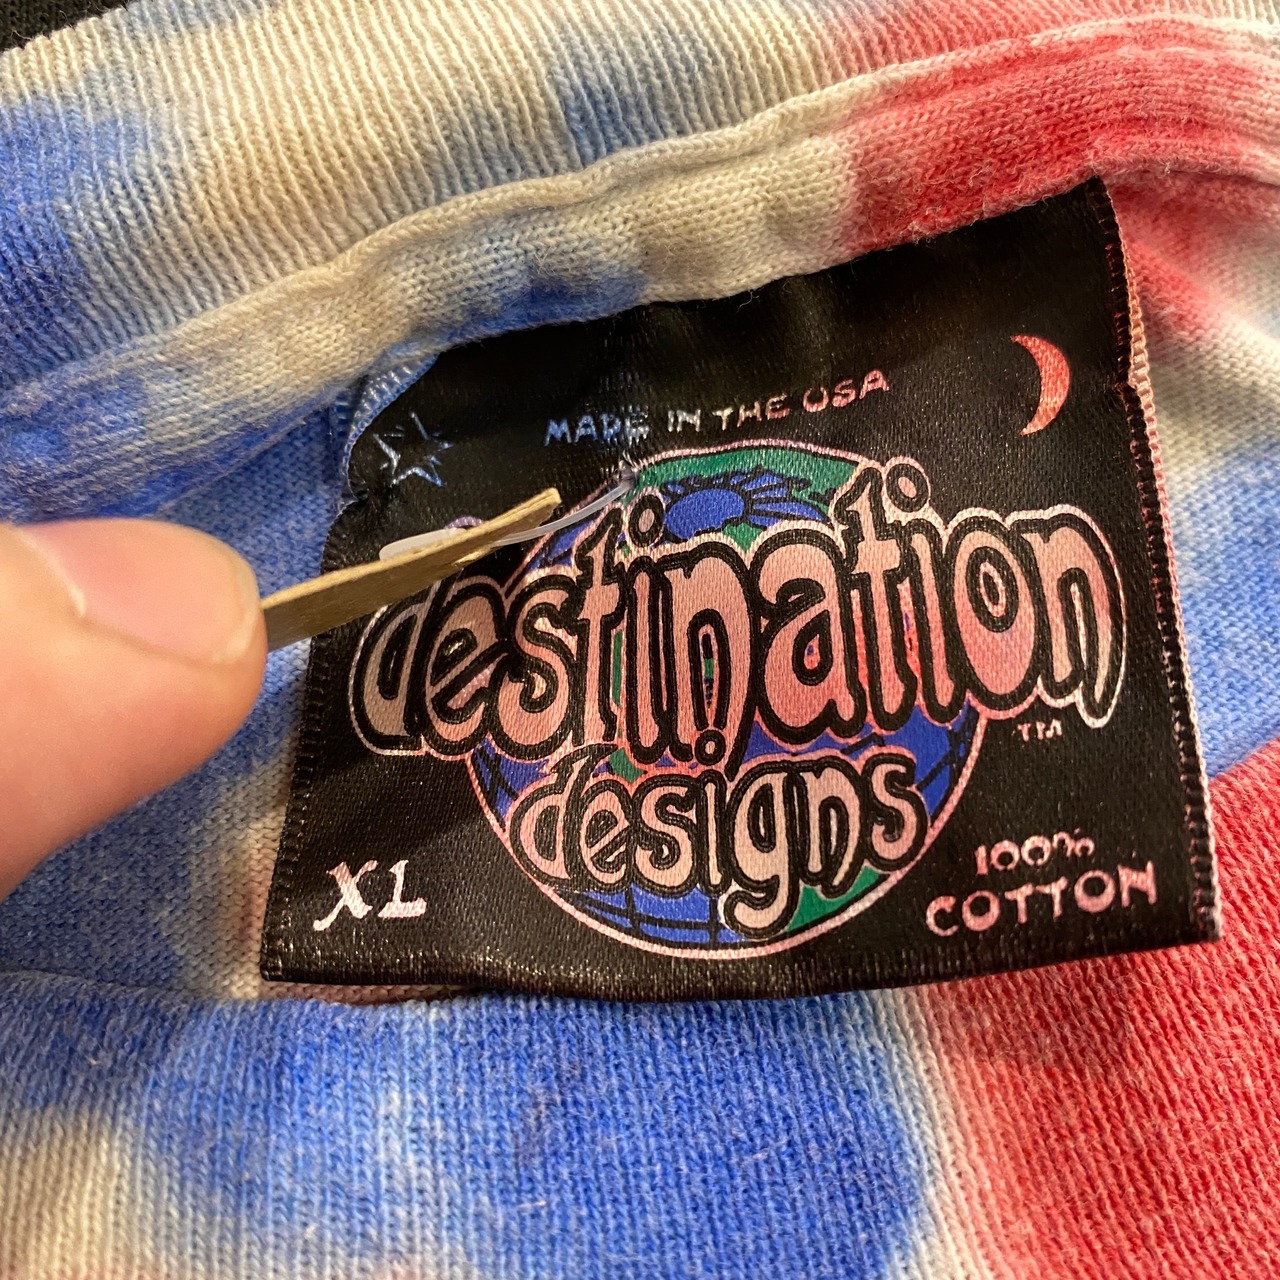 MADE IN THE USA
destination
TM
designs
XL
100%
COTTON